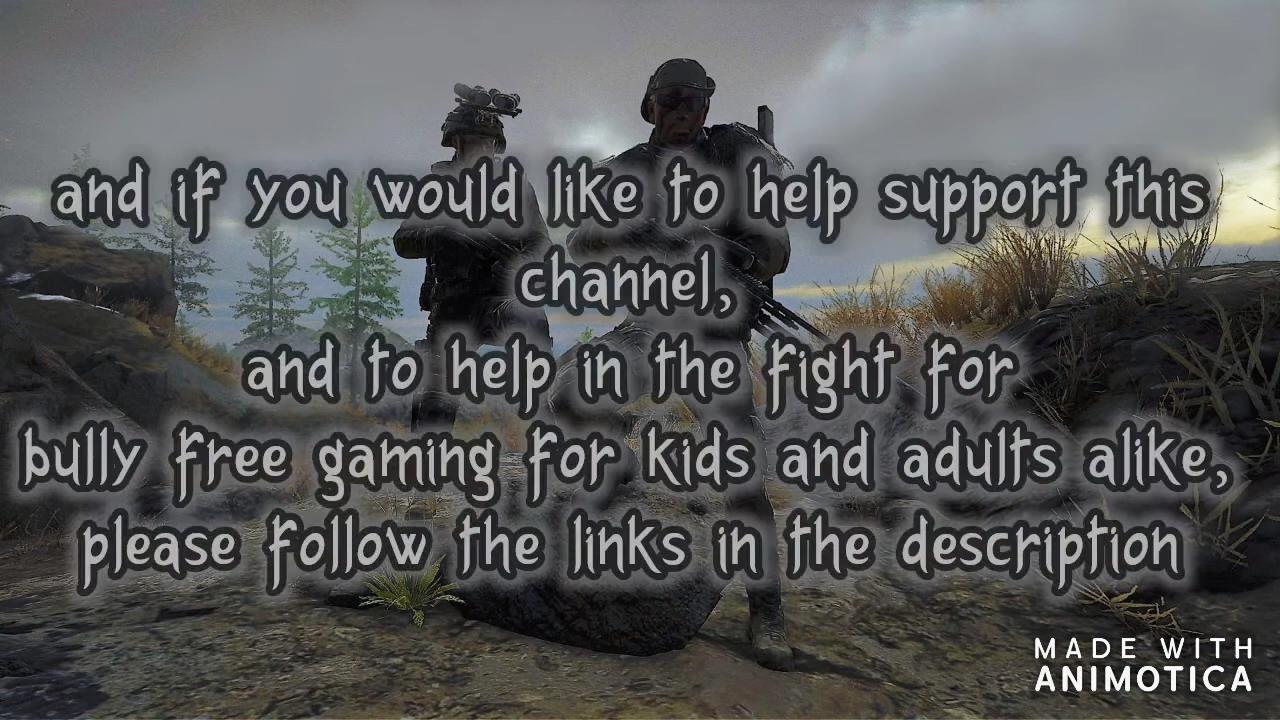 and if you would like to help support this
channel,
and to help in the fight for
bully free gaming for kids and adults alike,
please follow the links in the description
MADE WITH
ANIMOTICA